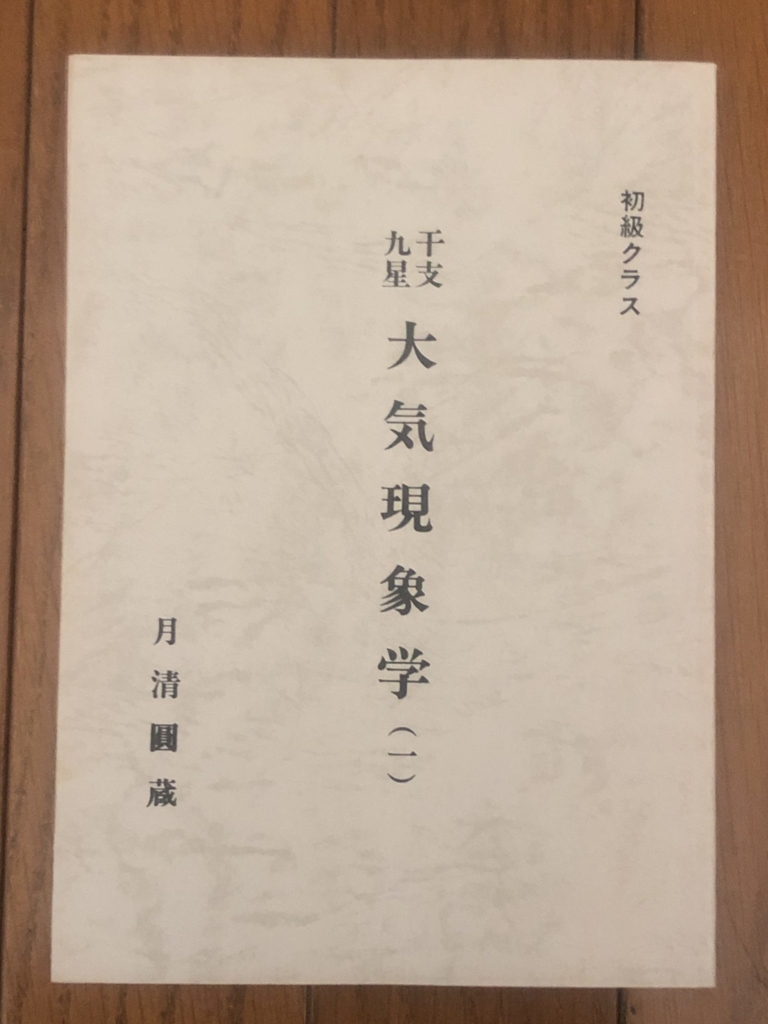 初級クラス
干支
九星
大気現象学(一)
月清圓蔵